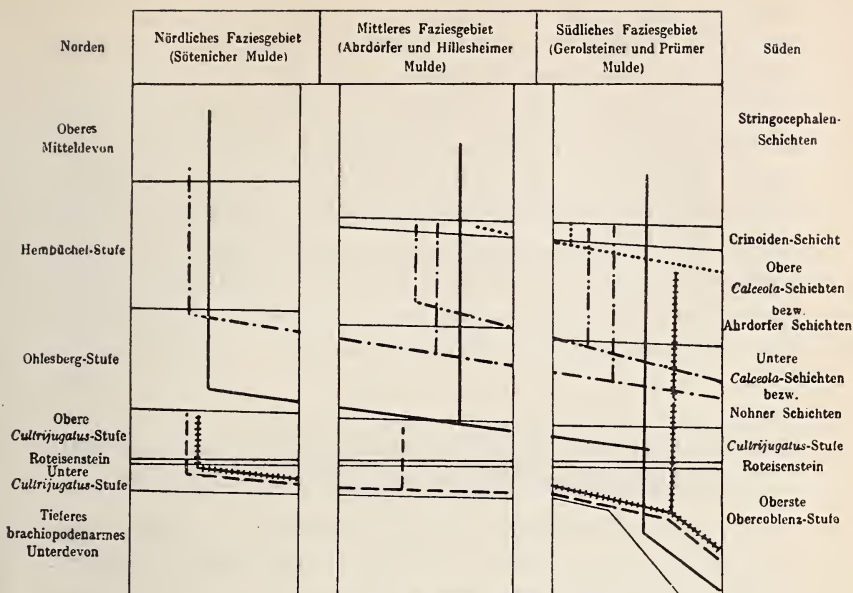 Norden
Nördliches Faziesgebiet
(Sötenicher Mulde)
Mittleres Faziesgebiet
(Abrdorfer und Hillesheimer
Mulde)
Südliches Faziesgebiet
(Gerolsteiner und Prümer
Mulde)
Süden
Oberes
Mitteldevon
Hembüchel-Stufe
Ohlesberg-Stufe
Obere
Cultrijugatus-Stufe
Roteisenstein
Untere
Cultrijugatus-Stufe
Tieferes
brachiopodenarmes
Unterdevon
Stringocephalen-
Schichten
Crinoiden-Schicht
Obere
Calceola-Schichten
bezw.
Abrdorfer Schichten
Untere
Calceola-Schichten
bezw.
Nohner Schichten
Cultrijugatus-Stufe
Roteisenstein
Oberste
Obercoblenz-Stufe